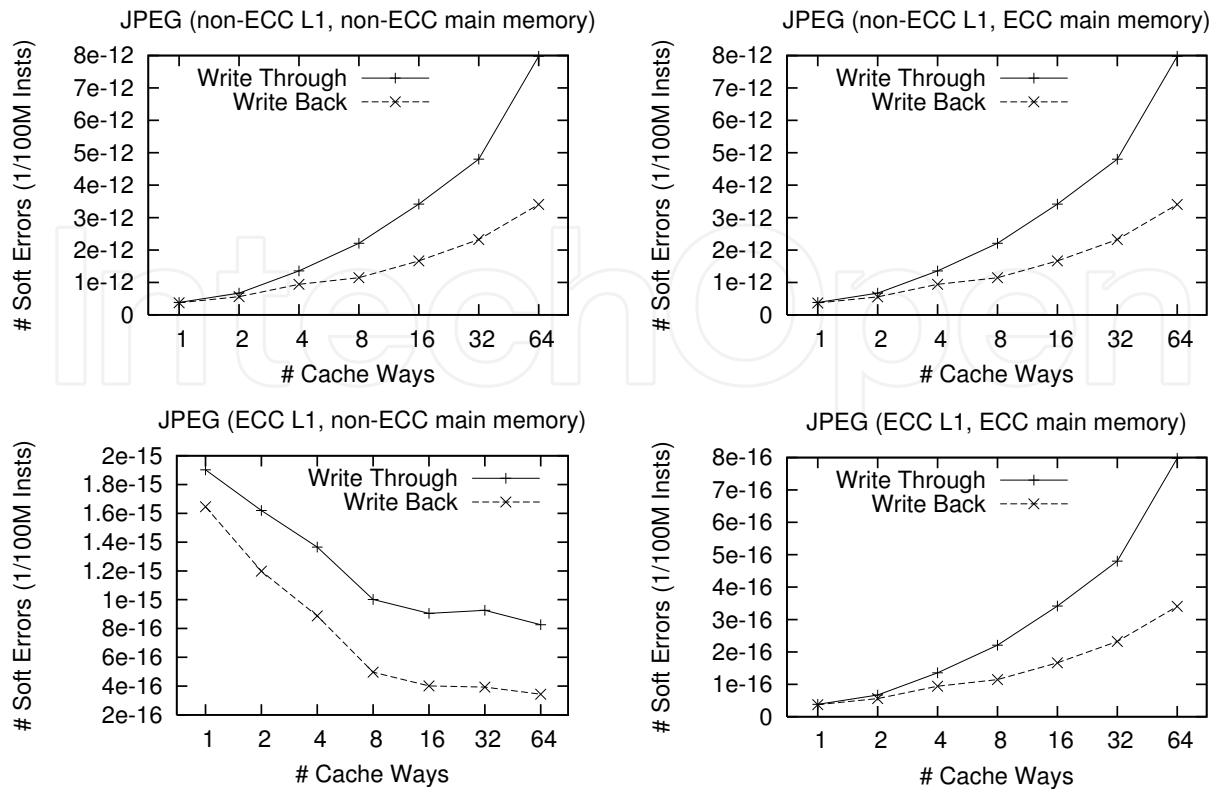 JPEG (non-ECC L1, non-ECC main memory)
# Soft Errors (1/100M Insts)
8e-12
7e-12
6e-12
5e-12
4e-12
3e-12
2e-12
1e-12
0
Write Through
Write Back
1 2 4 8 16 32 64
# Cache Ways
JPEG (non-ECC L1, ECC main memory)
# Soft Errors (1/100M Insts)
8e-12
7e-12
6e-12
5e-12
4e-12
3e-12
2e-12
1e-12
0
Write Through
Write Back
1 2 4 8 16 32 64
# Cache Ways
IntechOpen
JPEG (ECC L1, non-ECC main memory)
# Soft Errors (1/100M Insts)
2e-15
1.8e-15
1.6e-15
1.4e-15
1.2e-15
1e-15
8e-16
6e-16
4e-16
2e-16
Write Through
Write Back
1 2 4 8 16 32 64
# Cache Ways
JPEG (ECC L1, ECC main memory)
# Soft Errors (1/100M Insts)
8e-16
7e-16
6e-16
5e-16
4e-16
3e-16
2e-16
1e-16
0
Write Through
Write Back
1 2 4 8 16 32 64
# Cache Ways